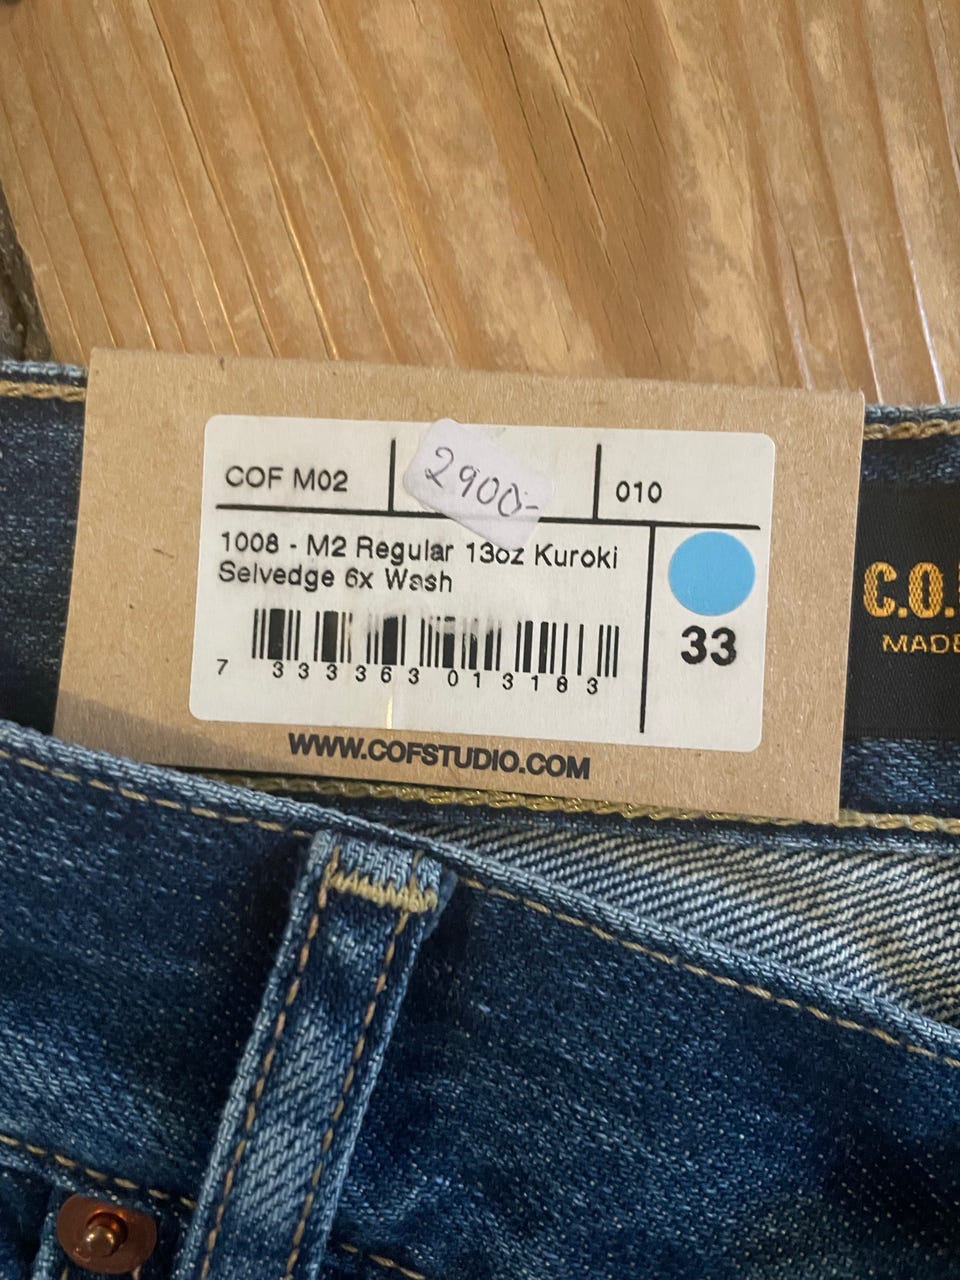 COF M02
2900:-
010
1008 - M2 Regular 13oz Kuroki
Selvedge 6x Wash
33
7 333363 013183
WWW.COFSTUDIO.COM
C.O.
MADE